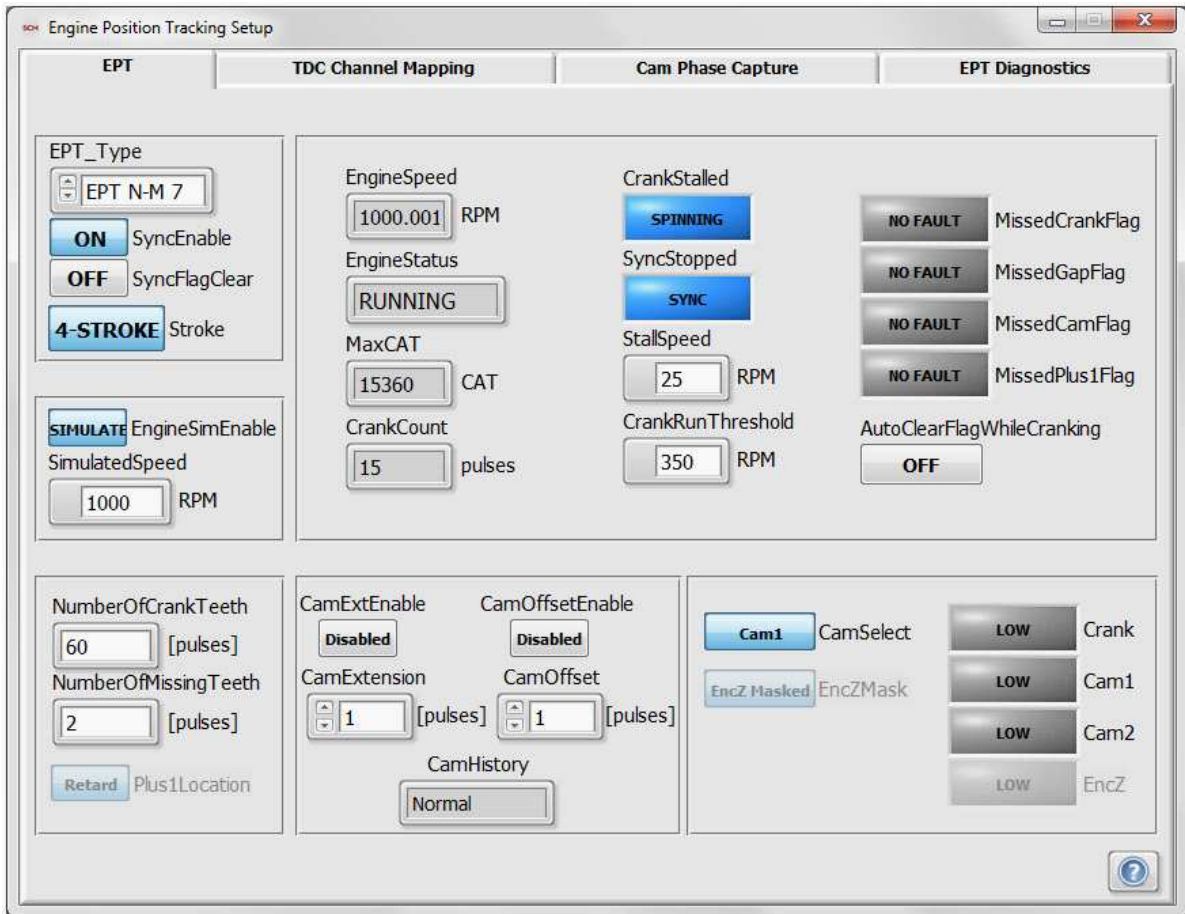 Engine Position Tracking Setup
EPT
TDC Channel Mapping
Cam Phase Capture
EPT Diagnostics
EPT_Type
EPT N-M 7
ON SyncEnable
OFF SyncFlagClear
4-STROKE Stroke
SIMULATE EngineSimEnable
SimulatedSpeed
1000 RPM
EngineSpeed
1000.001 RPM
EngineStatus
RUNNING
MaxCAT
15360 CAT
CrankCount
15 pulses
CrankStalled
SPINNING
SyncStopped
SYNC
StallSpeed
25 RPM
CrankRunThreshold
350 RPM
NO FAULT MissedCrankFlag
NO FAULT MissedGapFlag
NO FAULT MissedCamFlag
NO FAULT MissedPlus1Flag
AutoClearFlagWhileCranking
OFF
NumberOfCrankTeeth
60 [pulses]
NumberOfMissingTeeth
2 [pulses]
Retard Plus1Location
CamExtEnable
Disabled
CamOffsetEnable
Disabled
CamExtension
1 [pulses]
CamOffset
1 [pulses]
CamHistory
Normal
Cam1 CamSelect
EncZ Masked EncZMask
LOW Crank
LOW Cam1
LOW Cam2
LOW EncZ